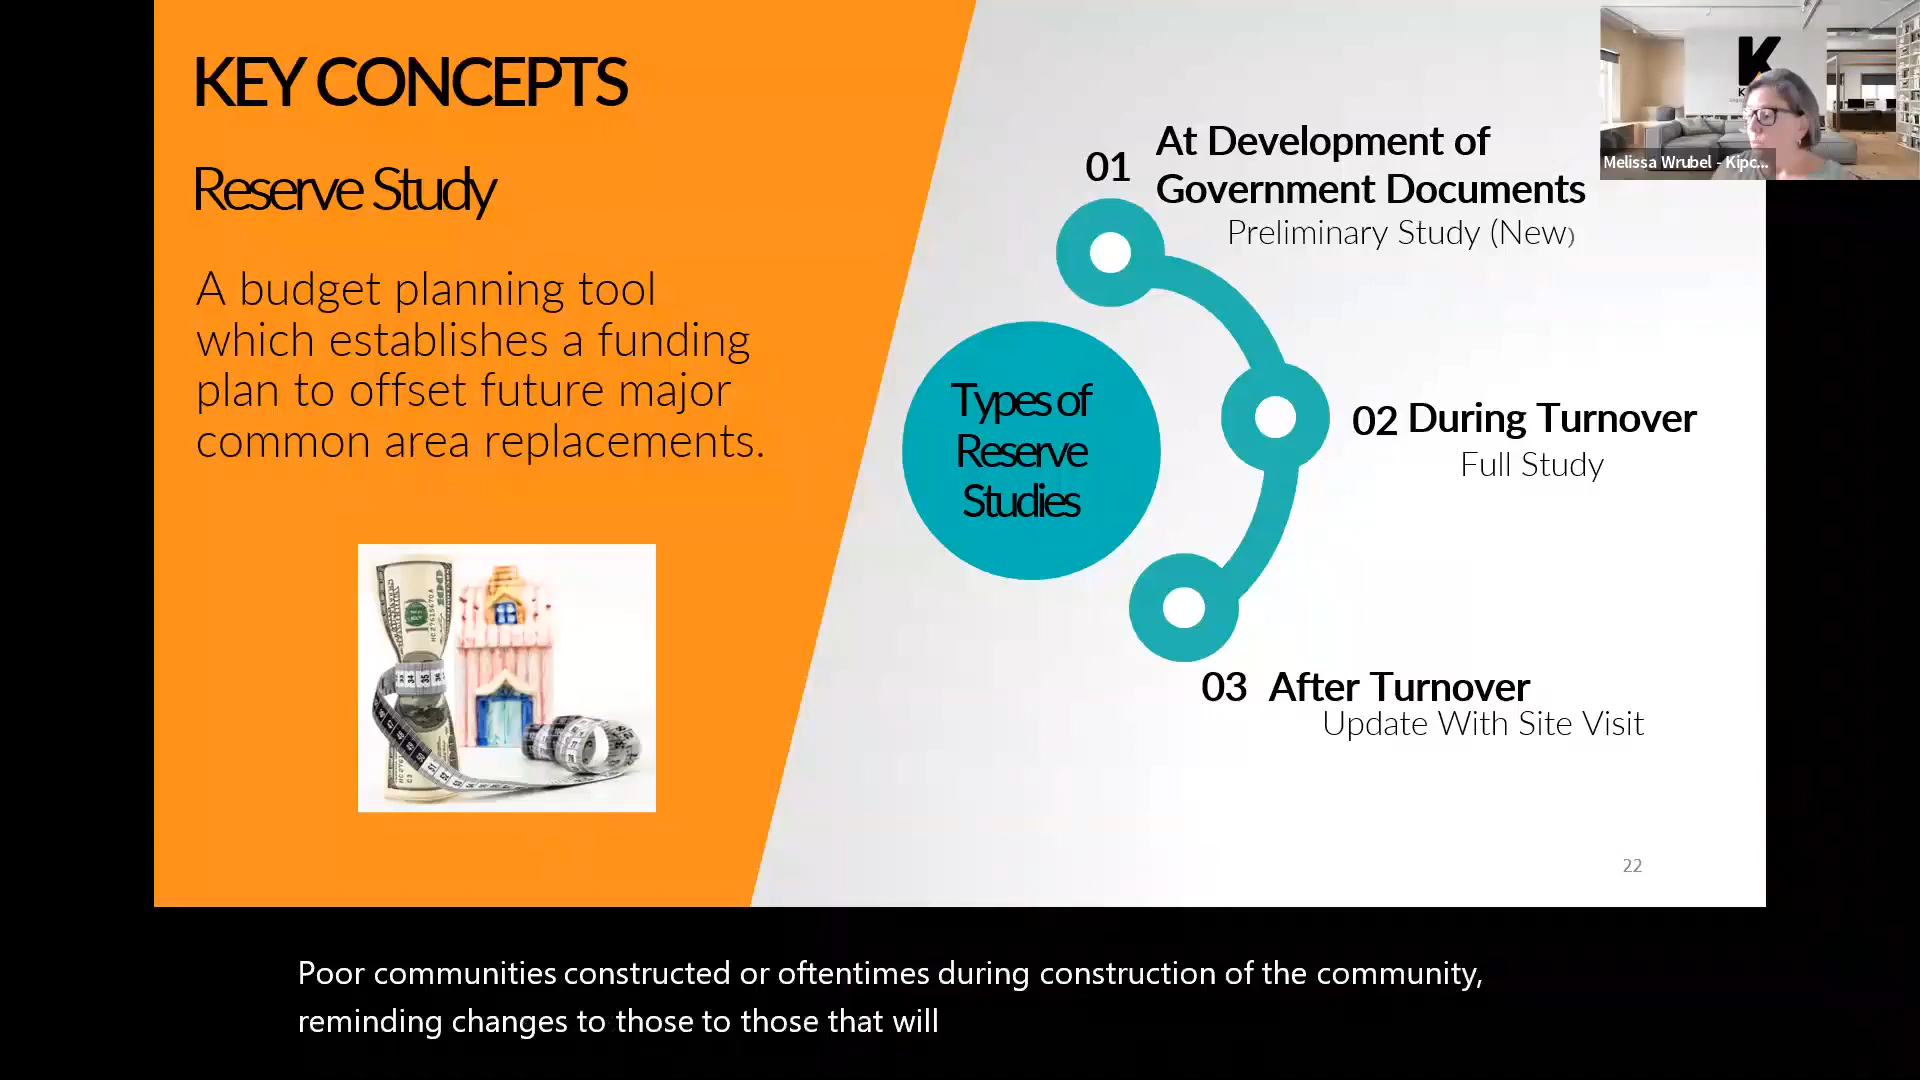 KEY CONCEPTS
Reserve Study
A budget planning tool
which establishes a funding
plan to offset future major
common area replacements.
Types of
Reserve
Studies
01
At Development of
Government Documents
Preliminary Study (New)
02 During Turnover
Full Study
03 After Turnover
Update With Site Visit
22
K
Melissa Wrubel - Kipc...
Poor communities constructed or oftentimes during construction of the community,
reminding changes to those to those that will